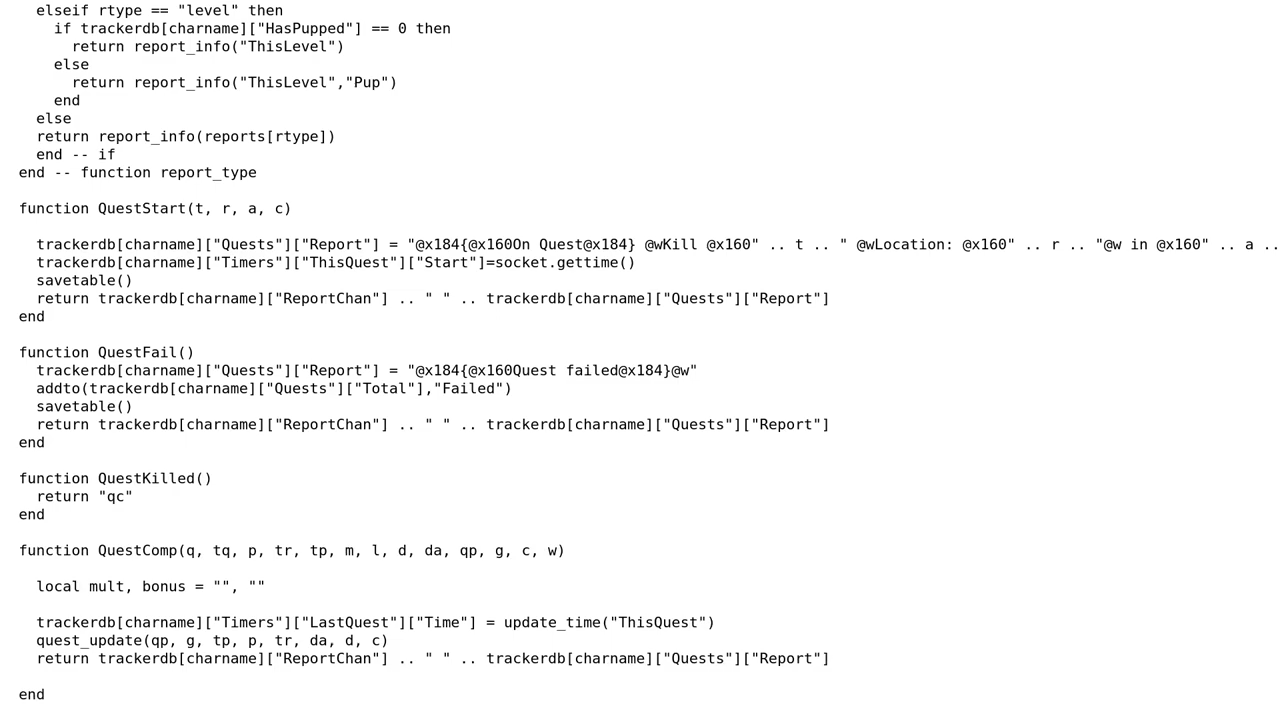 elseif rtype == "level" then
if trackerdb[charname]["HasPupped"] == 0 then
return report_info("ThisLevel")
else
return report_info("ThisLevel","Pup")
end
else
return report_info(reports[rtype])
end -- if
end -- function report_type
function QuestStart(t, r, a, c)
trackerdb[charname]["Quests"]["Report"] = "@x184{@x160On Quest@x184} @wKill @x160" .. t .. " @wLocation: @x160" .. r .. "@w in @x160" .. a ..
trackerdb[charname]["Timers"]["ThisQuest"]["Start"]=socket.gettime()
savetable()
return trackerdb[charname]["ReportChan"] .. " " .. trackerdb[charname]["Quests"]["Report"]
end
function QuestFail()
trackerdb[charname]["Quests"]["Report"] = "@x184{@x160Quest failed@x184}@w"
addto(trackerdb[charname]["Quests"]["Total"],"Failed")
savetable()
return trackerdb[charname]["ReportChan"] .. " " .. trackerdb[charname]["Quests"]["Report"]
end
function QuestKilled()
return "qc"
end
function QuestComp(q, tq, p, tr, tp, m, l, d, da, qp, g, c, w)
local mult, bonus = "", ""
trackerdb[charname]["Timers"]["LastQuest"]["Time"] = update_time("ThisQuest")
quest_update(qp, g, tp, p, tr, da, d, c)
return trackerdb[charname]["ReportChan"] .. " " .. trackerdb[charname]["Quests"]["Report"]
end